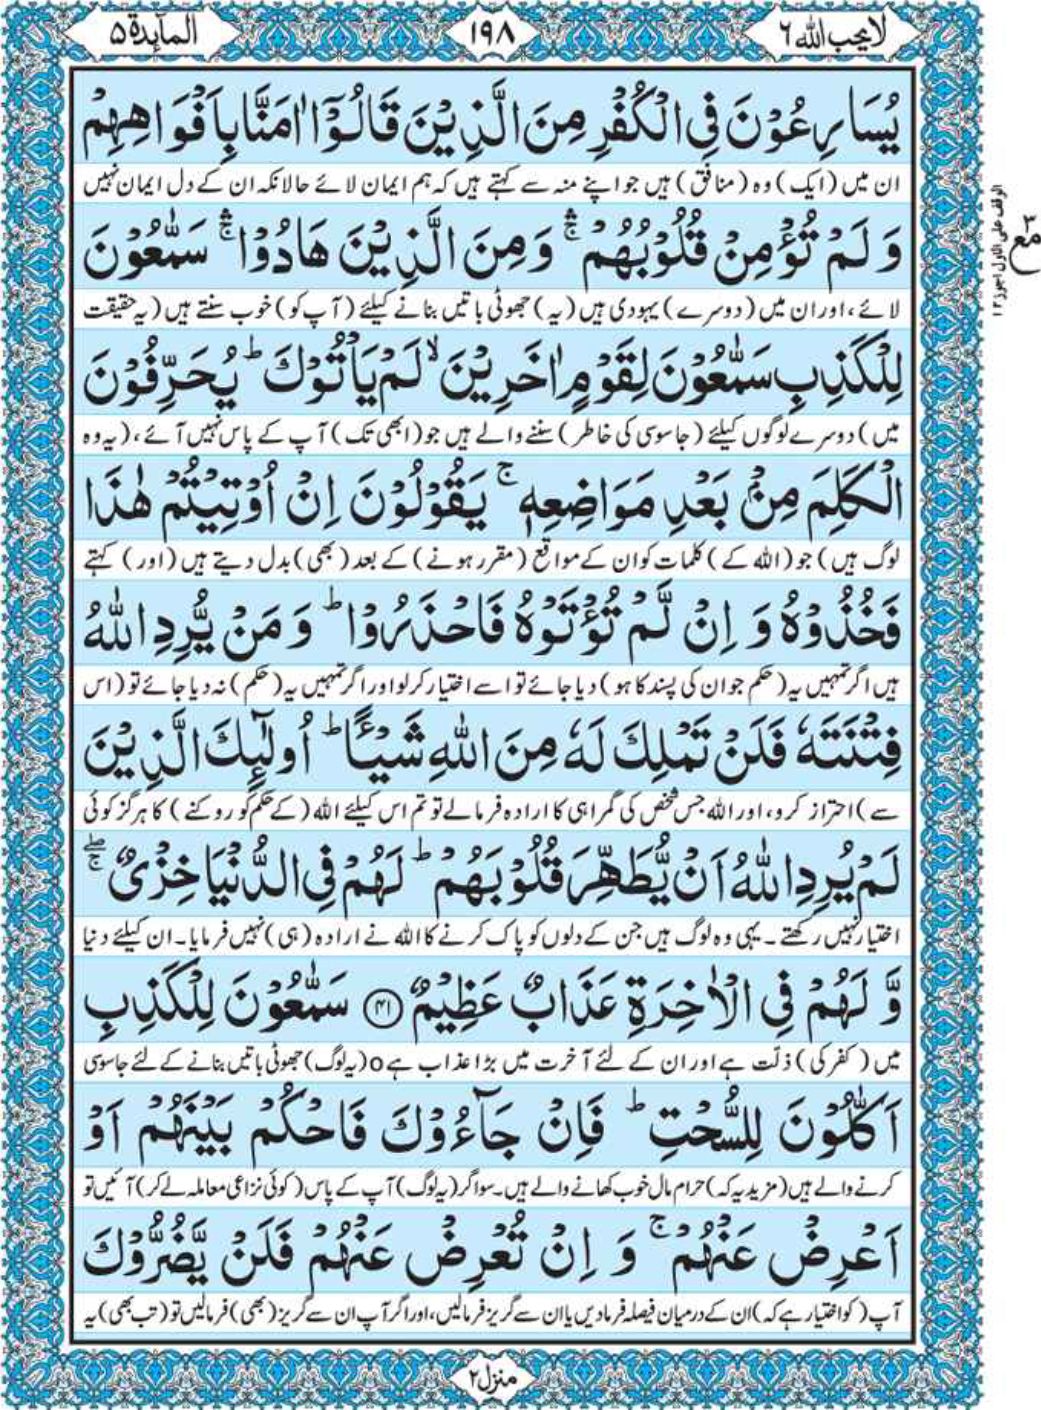 لایحب اللہ ۶
۱۹۸
المآئدۃ ۵
یُسَارِعُوْنَ فِی الْكُفْرِ مِنَ الَّذِیْنَ قَالُوْۤا اٰمَنَّا بِاَفْوَاهِهِمْ
ان میں (ایک) وہ (منافق) ہیں جو اپنے منہ سے کہتے ہیں کہ ہم ایمان لائے حالانکہ ان کے دل ایمان نہیں
وَ لَمْ تُؤْمِنْ قُلُوْبُهُمْ ۛۚ وَ مِنَ الَّذِیْنَ هَادُوْا ۛۚ سَمّٰعُوْنَ
لائے، اور ان میں (دوسرے) یہودی ہیں (یہ) جھوٹی باتیں بنانے کیلئے (آپ کو) خوب سنتے ہیں (یہ حقیقت
لِلْكَذِبِ سَمّٰعُوْنَ لِقَوْمٍ اٰخَرِیْنَ ۙ لَمْ یَاْتُوْكَ ؕ یُحَرِّفُوْنَ
میں) دوسرے لوگوں کیلئے (جاسوسی کی خاطر) سننے والے ہیں جو (ابھی تک) آپ کے پاس نہیں آئے، (یہ وہ
الْكَلِمَ مِنْۢ بَعْدِ مَوَاضِعِهٖ ۚ یَقُوْلُوْنَ اِنْ اُوْتِیْتُمْ هٰذَا
لوگ ہیں) جو (اللہ کے) کلمات کو ان کے مواقع (مقرر ہونے) کے بعد (بھی) بدل دیتے ہیں (اور) کہتے
فَخُذُوْهُ وَ اِنْ لَّمْ تُؤْتَوْهُ فَاحْذَرُوْا ؕ وَ مَنْ یُّرِدِ اللّٰهُ
ہیں اگر تمہیں یہ (حکم جو ان کی پسند کا ہو) دیا جائے تو اسے اختیار کرلو اور اگر تمہیں یہ (حکم) نہ دیا جائے تو (اس
فِتْنَتَهٗ فَلَنْ تَمْلِكَ لَهٗ مِنَ اللّٰهِ شَیْـًٔا ؕ اُولٰٓىِٕكَ الَّذِیْنَ
سے) احتراز کرو، اور اللہ جس شخص کی گمراہی کا ارادہ فرمالے تو تم اس کیلئے اللہ (کے حکم کو روکنے) کا ہرگز کوئی
لَمْ یُرِدِ اللّٰهُ اَنْ یُّطَهِّرَ قُلُوْبَهُمْ ؕ لَهُمْ فِی الدُّنْیَا خِزْیٌ ۖۚ
اختیار نہیں رکھتے۔ یہی وہ لوگ ہیں جن کے دلوں کو پاک کرنے کا اللہ نے ارادہ (ہی) نہیں فرمایا۔ ان کیلئے دنیا
وَّ لَهُمْ فِی الْاٰخِرَةِ عَذَابٌ عَظِیْمٌ ﴿۴۱﴾ سَمّٰعُوْنَ لِلْكَذِبِ
میں (کفر کی) ذلّت ہے اور ان کے لئے آخرت میں بڑا عذاب ہےo (یہ لوگ) جھوٹی باتیں بنانے کے لئے جاسوسی
اَكّٰلُوْنَ لِلسُّحْتِ ؕ فَاِنْ جَآءُوْكَ فَاحْكُمْ بَیْنَهُمْ اَوْ
کرنے والے ہیں (مزید یہ کہ) حرام مال خوب کھانے والے ہیں۔ سو اگر (یہ لوگ) آپ کے پاس (کوئی نزاعی معاملہ لے کر) آئیں تو
اَعْرِضْ عَنْهُمْ ۚ وَ اِنْ تُعْرِضْ عَنْهُمْ فَلَنْ یَّضُرُّوْكَ
آپ (کو اختیار ہے کہ) ان کے درمیان فیصلہ فرمادیں یا ان سے گریز فرمالیں، اور اگر آپ ان سے گریز (بھی) فرمالیں تو (تب بھی) یہ
منزل ۲
۳
مع
الوقف علی الاول اجوز ۱۲